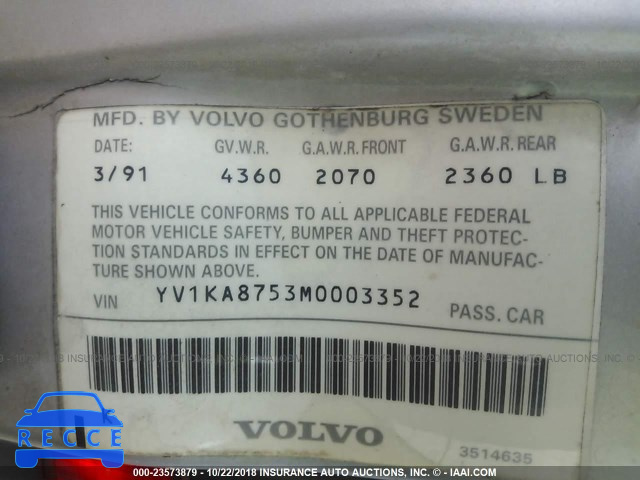 MFD. BY VOLVO GOTHENBURG SWEDEN
DATE: GV.W.R. G.A.W.R. FRONT G.A.W.R. REAR
3/91 4360 2070 2360 LB
THIS VEHICLE CONFORMS TO ALL APPLICABLE FEDERAL
MOTOR VEHICLE SAFETY, BUMPER AND THEFT PROTEC-
TION STANDARDS IN EFFECT ON THE DATE OF MANUFAC-
TURE SHOWN ABOVE.
VIN YV1KA8753M0003352 PASS. CAR
VOLVO
3514635
RECCE
000-23573879 - 10/22/2018 INSURANCE AUTO AUCTIONS, INC. - IAAI.COM